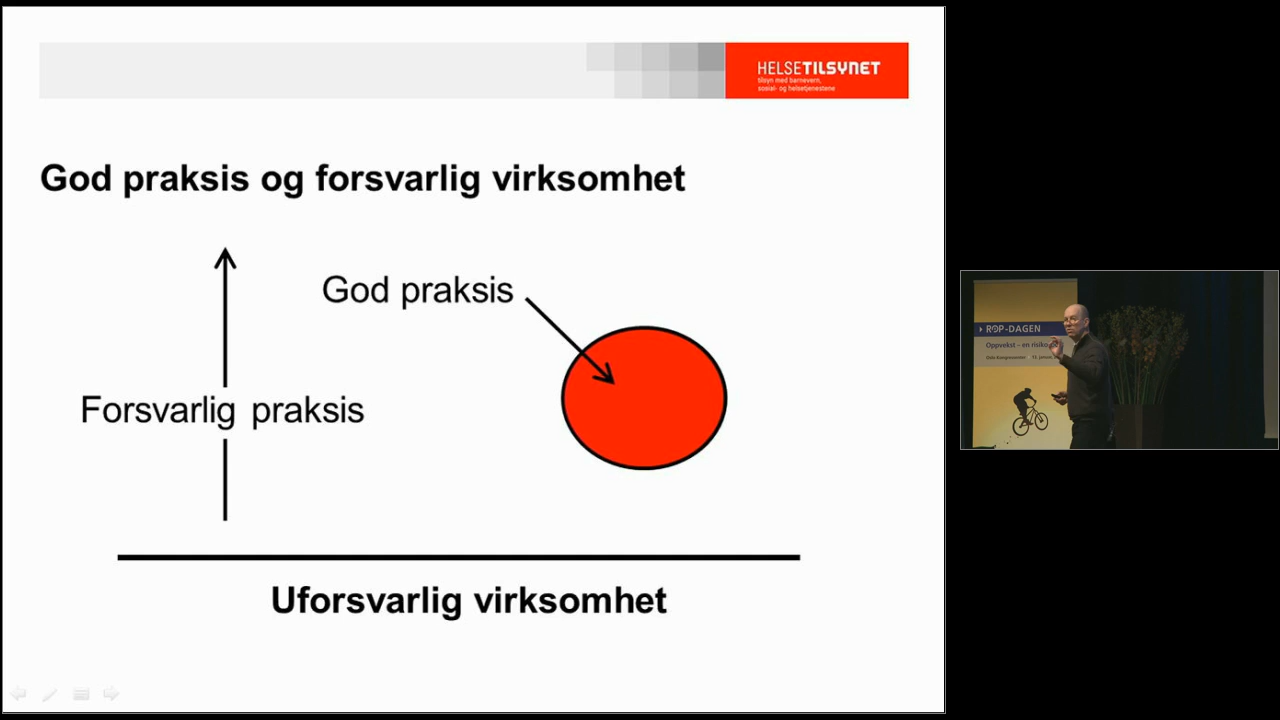 HELSETILSYNET
tilsyn med barnevern,
sosial- og helsetjenestene
God praksis og forsvarlig virksomhet
God praksis
Forsvarlig praksis
Uforsvarlig virksomhet
RØP-DAGEN
Oppvekst – en risiko